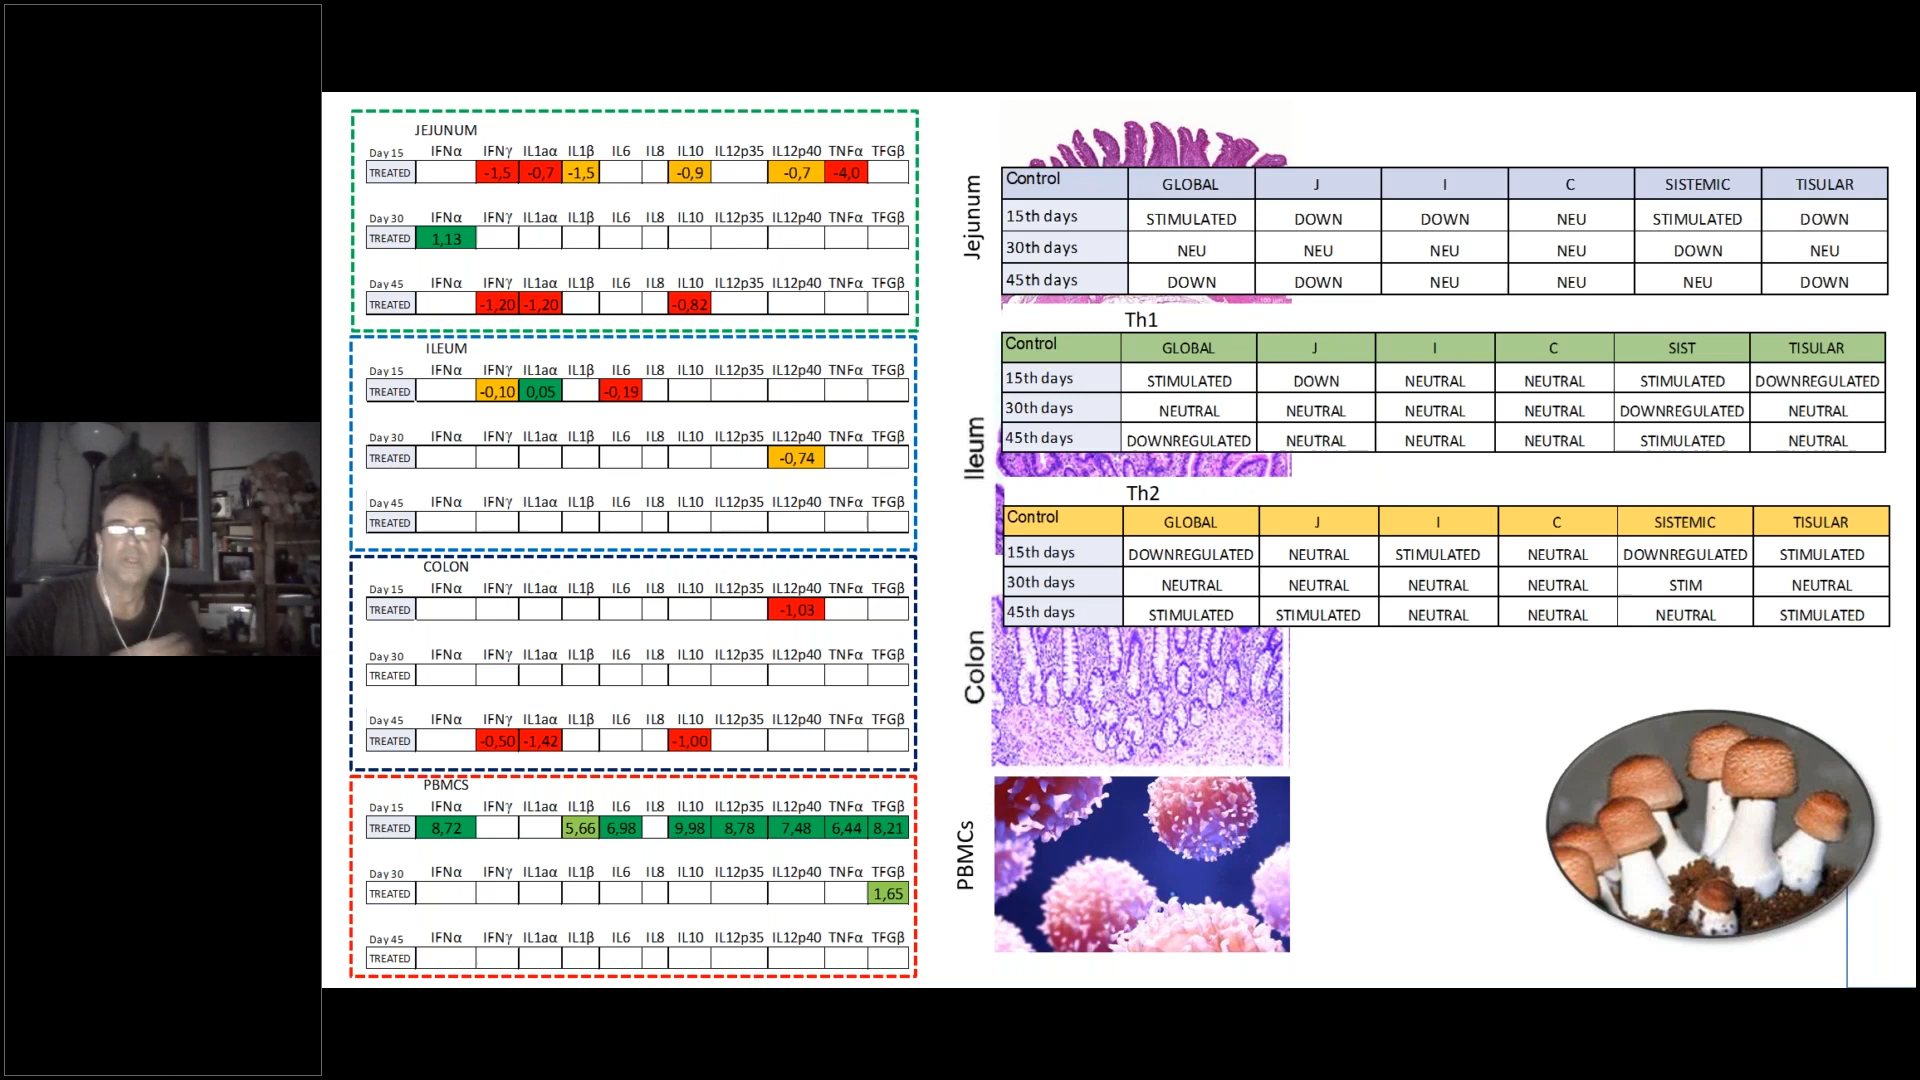 JEJUNUM
Day 15 IFNα IFNγ IL1aα IL1β IL6 IL8 IL10 IL12p35 IL12p40 TNFα TFGβ
TREATED -1,5 -0,7 -1,5 -0,9 -0,7 -4,0
Day 30 IFNα IFNγ IL1aα IL1β IL6 IL8 IL10 IL12p35 IL12p40 TNFα TFGβ
TREATED 1,13
Day 45 IFNα IFNγ IL1aα IL1β IL6 IL8 IL10 IL12p35 IL12p40 TNFα TFGβ
TREATED -1,20 -1,20 -0,82
ILEUM
Day 15 IFNα IFNγ IL1aα IL1β IL6 IL8 IL10 IL12p35 IL12p40 TNFα TFGβ
TREATED -0,10 0,05 -0,19
Day 30 IFNα IFNγ IL1aα IL1β IL6 IL8 IL10 IL12p35 IL12p40 TNFα TFGβ
TREATED -0,74
Day 45 IFNα IFNγ IL1aα IL1β IL6 IL8 IL10 IL12p35 IL12p40 TNFα TFGβ
TREATED
COLON
Day 15 IFNα IFNγ IL1aα IL1β IL6 IL8 IL10 IL12p35 IL12p40 TNFα TFGβ
TREATED -1,03
Day 30 IFNα IFNγ IL1aα IL1β IL6 IL8 IL10 IL12p35 IL12p40 TNFα TFGβ
TREATED
Day 45 IFNα IFNγ IL1aα IL1β IL6 IL8 IL10 IL12p35 IL12p40 TNFα TFGβ
TREATED -0,50 -1,42 -1,00
PBMCS
Day 15 IFNα IFNγ IL1aα IL1β IL6 IL8 IL10 IL12p35 IL12p40 TNFα TFGβ
TREATED 8,72 5,66 6,98 9,98 8,78 7,48 6,44 8,21
Day 30 IFNα IFNγ IL1aα IL1β IL6 IL8 IL10 IL12p35 IL12p40 TNFα TFGβ
TREATED 1,65
Day 45 IFNα IFNγ IL1aα IL1β IL6 IL8 IL10 IL12p35 IL12p40 TNFα TFGβ
TREATED
Jejunum
Control GLOBAL J I C SISTEMIC TISULAR
15th days STIMULATED DOWN DOWN NEU STIMULATED DOWN
30th days NEU NEU NEU NEU DOWN NEU
45th days DOWN DOWN NEU NEU NEU DOWN
Th1
Control GLOBAL J I C SIST TISULAR
15th days STIMULATED DOWN NEUTRAL NEUTRAL STIMULATED DOWNREGULATED
30th days NEUTRAL NEUTRAL NEUTRAL NEUTRAL DOWNREGULATED NEUTRAL
45th days DOWNREGULATED NEUTRAL NEUTRAL NEUTRAL STIMULATED NEUTRAL
Ileum
Th2
Control GLOBAL J I C SISTEMIC TISULAR
15th days DOWNREGULATED NEUTRAL STIMULATED NEUTRAL DOWNREGULATED STIMULATED
30th days NEUTRAL NEUTRAL NEUTRAL NEUTRAL STIM NEUTRAL
45th days STIMULATED STIMULATED NEUTRAL NEUTRAL NEUTRAL STIMULATED
Colon
PBMCs